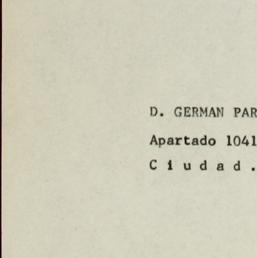 D. GERMAN PAR
Apartado 1041
C i u d a d .